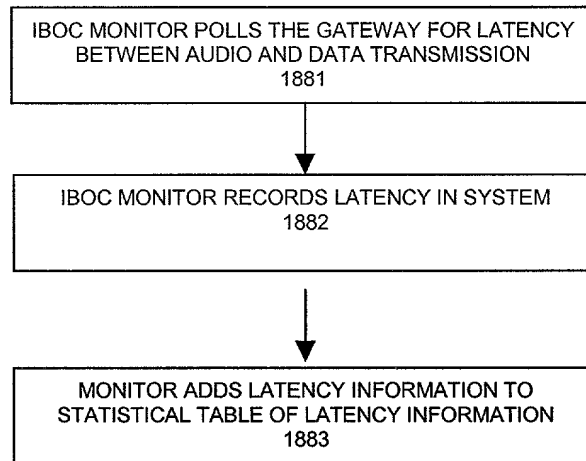 IBOC MONITOR POLLS THE GATEWAY FOR LATENCY
BETWEEN AUDIO AND DATA TRANSMISSION
1881
IBOC MONITOR RECORDS LATENCY IN SYSTEM
1882
MONITOR ADDS LATENCY INFORMATION TO
STATISTICAL TABLE OF LATENCY INFORMATION
1883